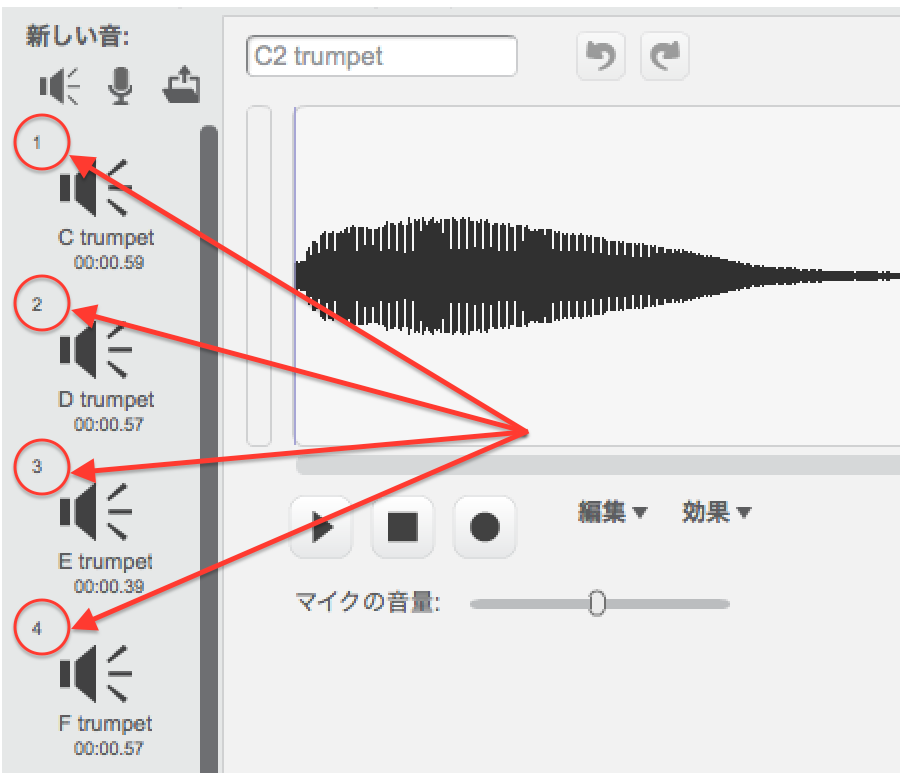 新しい音:
C2 trumpet
1
C trumpet
00:00.59
2
D trumpet
00:00.57
3
E trumpet
00:00.39
4
F trumpet
00:00.57
編集 効果
マイクの音量: